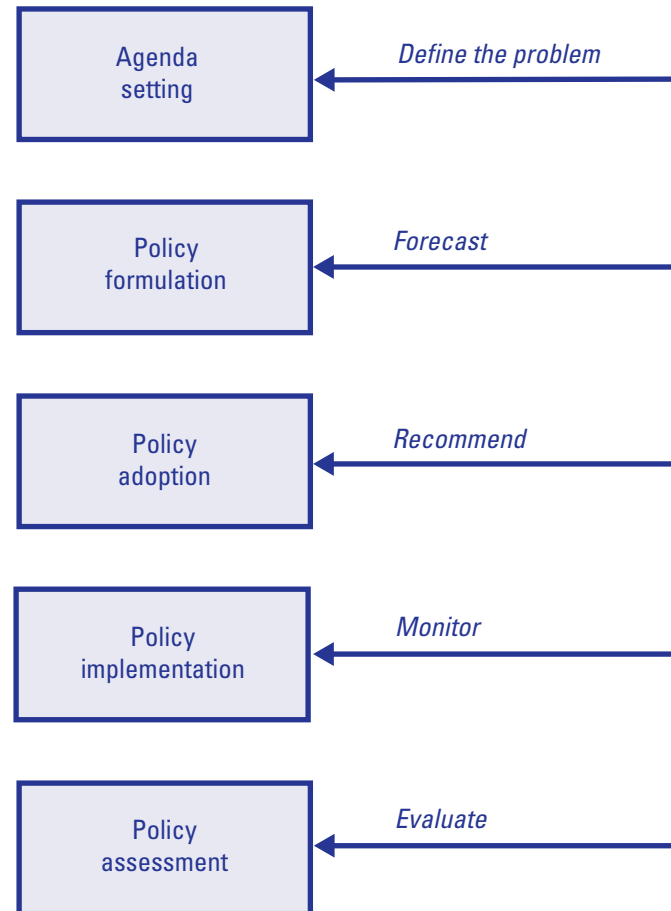 Agenda
setting
Define the problem
Policy
formulation
Forecast
Policy
adoption
Recommend
Policy
implementation
Monitor
Policy
assessment
Evaluate